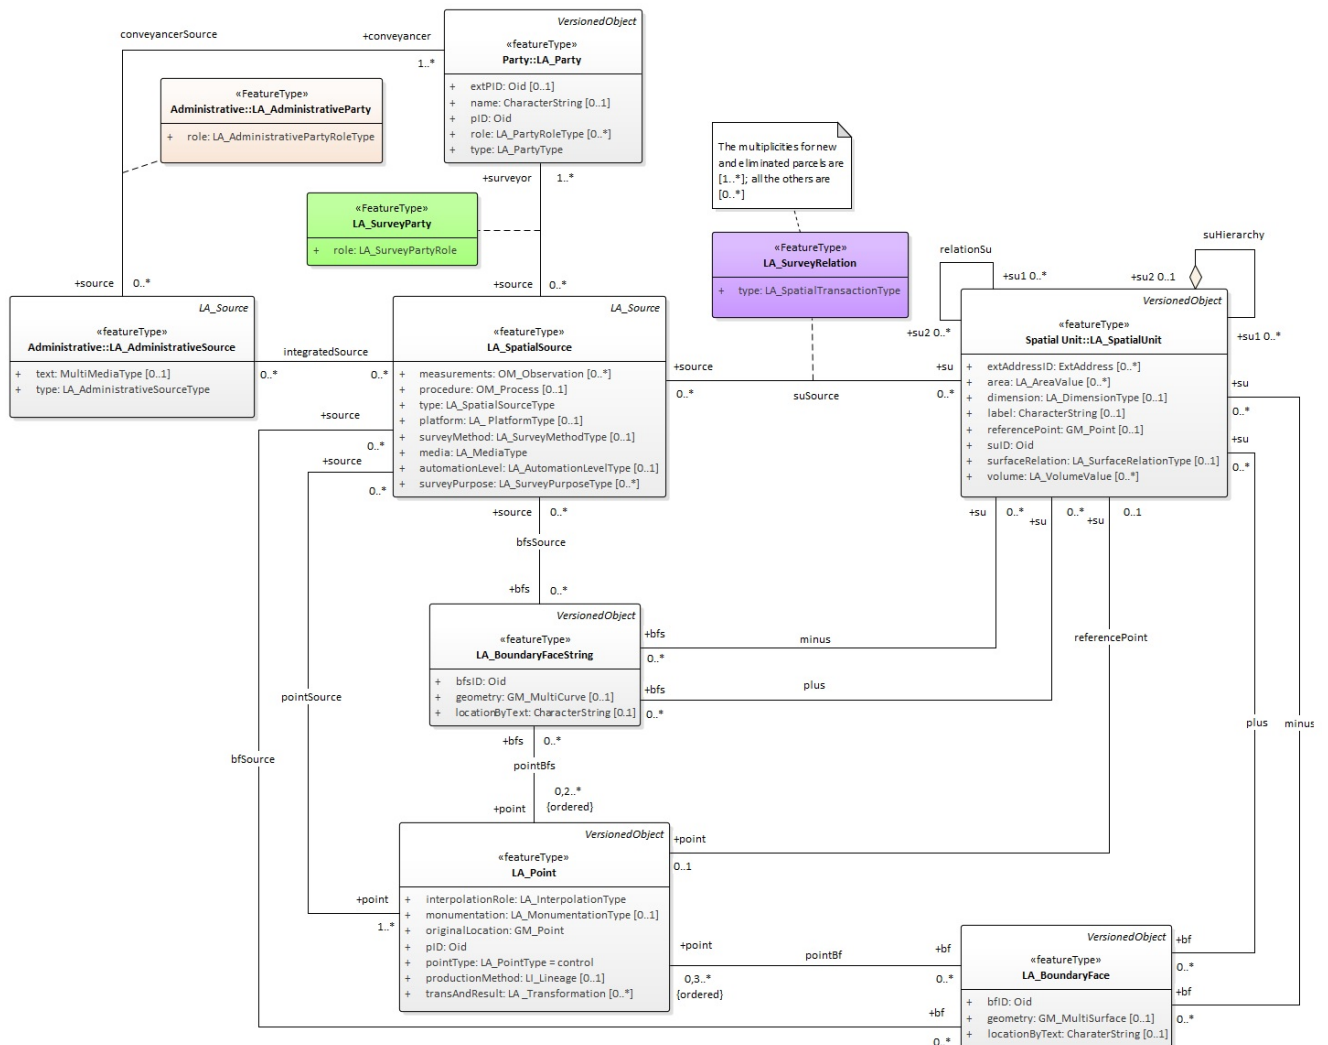 conveyancerSource
+conveyancer
1..*
VersionedObject
«featureType»
Party::LA_Party
+ extPID: Oid [0..1]
+ name: CharacterString [0..1]
+ pID: Oid
+ role: LA_PartyRoleType [0..*]
+ type: LA_PartyType
«FeatureType»
Administrative::LA_AdministrativeParty
+ role: LA_AdministrativePartyRoleType
+surveyor
1..*
The multiplicities for new
and eliminated parcels are
[1..*]; all the others are
[0..*]
«FeatureType»
LA_SurveyParty
+ role: LA_SurveyPartyRole
«FeatureType»
LA_SurveyRelation
+ type: LA_SpatialTransactionType
relationSu
+su1 0..*
+su2 0..*
suHierarchy
+su2 0..1
+su1 0..*
+source
0..*
+source
0..*
LA_Source
«featureType»
Administrative::LA_AdministrativeSource
+ text: MultiMediaType [0..1]
+ type: LA_AdministrativeSourceType
integratedSource
0..*
0..*
LA_Source
«featureType»
LA_SpatialSource
+ measurements: OM_Observation [0..*]
+ procedure: OM_Process [0..1]
+ type: LA_SpatialSourceType
+ platform: LA_ PlatformType [0..1]
+ surveyMethod: LA_SurveyMethodType [0..1]
+ media: LA_MediaType
+ automationLevel: LA_AutomationLevelType [0..1]
+ surveyPurpose: LA_SurveyPurposeType [0..*]
+source
0..*
suSource
+su
0..*
VersionedObject
«featureType»
Spatial Unit::LA_SpatialUnit
+ extAddressID: ExtAddress [0..*]
+ area: LA_AreaValue [0..*]
+ dimension: LA_DimensionType [0..1]
+ label: CharacterString [0..1]
+ referencePoint: GM_Point [0..1]
+ suID: Oid
+ surfaceRelation: LA_SurfaceRelationType [0..1]
+ volume: LA_VolumeValue [0..*]
+su
0..*
+su
0..*
+source
0..*
+source
0..*
+source
0..*
bfsSource
+bfs
0..*
+su
0..*
+su
0..*
+su
0..1
VersionedObject
«featureType»
LA_BoundaryFaceString
+ bfsID: Oid
+ geometry: GM_MultiCurve [0..1]
+ locationByText: CharacterString [0.1]
+bfs
0..*
minus
+bfs
0..*
plus
referencePoint
pointSource
bfSource
plus
minus
+bfs
0..*
pointBfs
0,2..*
{ordered}
+point
VersionedObject
«featureType»
LA_Point
+ interpolationRole: LA_InterpolationType
+ monumentation: LA_MonumentationType [0..1]
+ originalLocation: GM_Point
+ pID: Oid
+ pointType: LA_PointType = control
+ productionMethod: LI_Lineage [0..1]
+ transAndResult: LA _Transformation [0..*]
+point
0..1
+point
1..*
+point
0,3..*
{ordered}
pointBf
+bf
0..*
VersionedObject
«featureType»
LA_BoundaryFace
+ bfID: Oid
+ geometry: GM_MultiSurface [0..1]
+ locationByText: CharaterString [0..1]
+bf
0..*
+bf
0..*
+bf
0..*